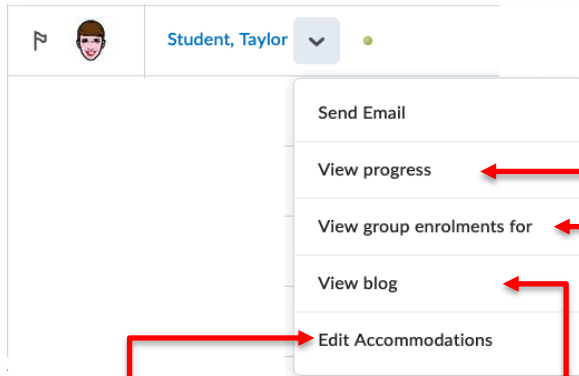 Student, Taylor
Send Email
View progress
View group enrolments for
View blog
Edit Accommodations